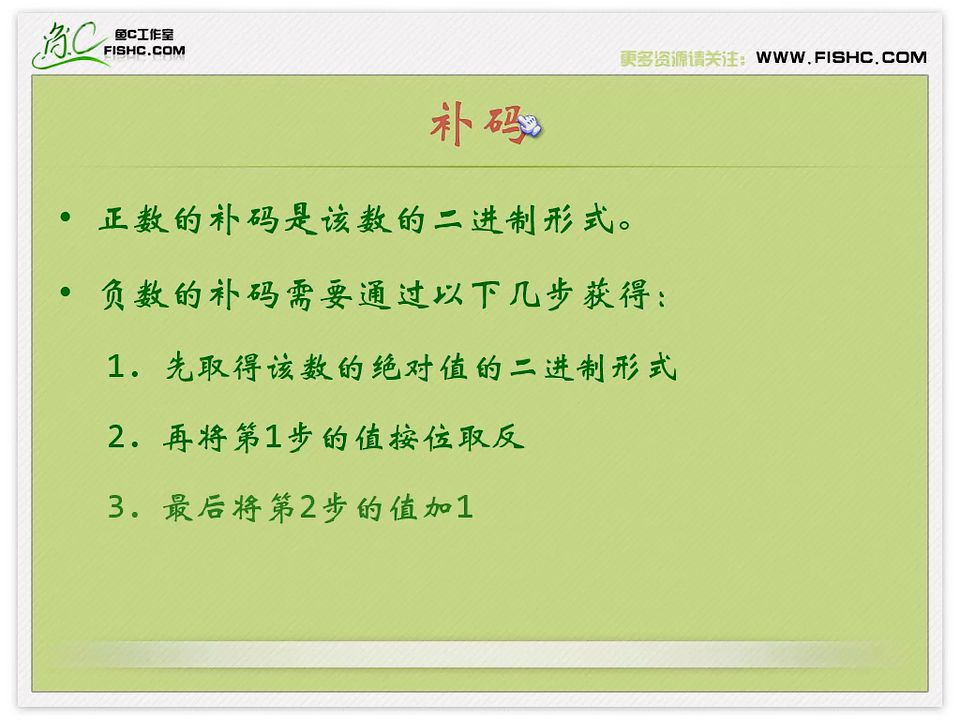 鱼C工作室
FISHC.COM
更多资源请关注: WWW.FISHC.COM
补码
• 正数的补码是该数的二进制形式。
• 负数的补码需要通过以下几步获得：
1. 先取得该数的绝对值的二进制形式
2. 再将第1步的值按位取反
3. 最后将第2步的值加1